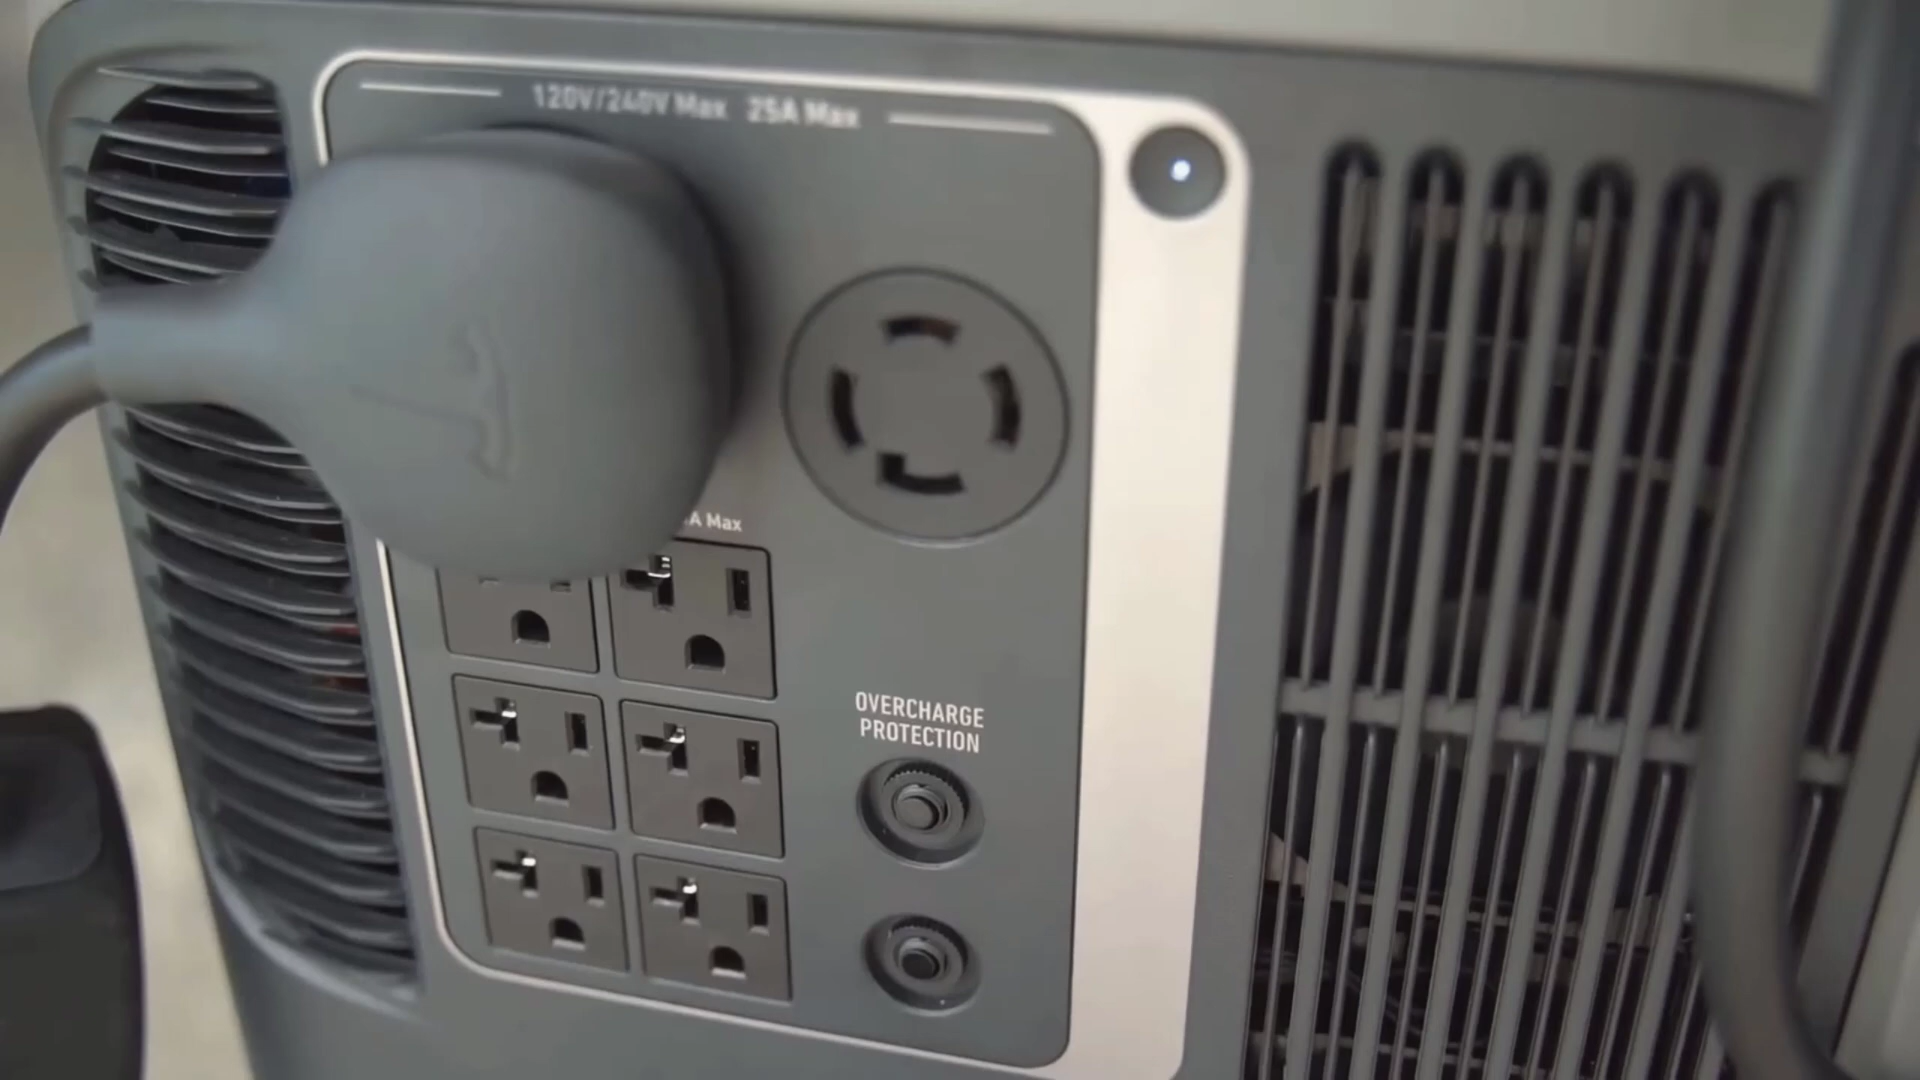 120V/240V Max 25A Max
A Max
OVERCHARGE
PROTECTION